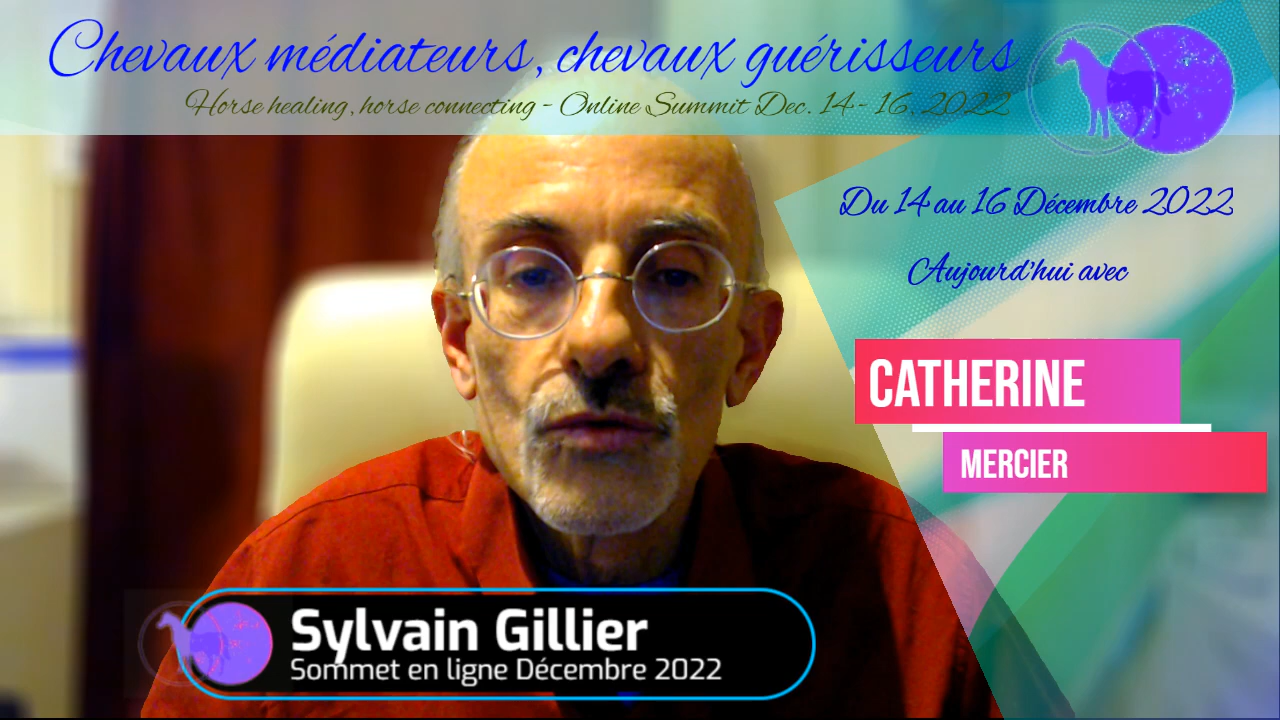 Chevaux médiateurs, chevaux guérisseurs
Horse healing, horse connecting - Online Summit Dec. 14 - 16, 2022
Du 14 au 16 Décembre 2022
Aujourd'hui avec
CATHERINE
MERCIER
Sylvain Gillier
Sommet en ligne Décembre 2022